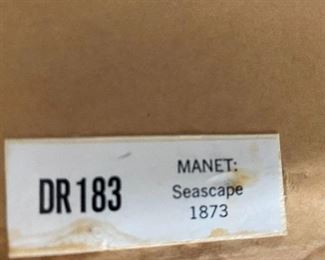 DR183
MANET:
Seascape
1873